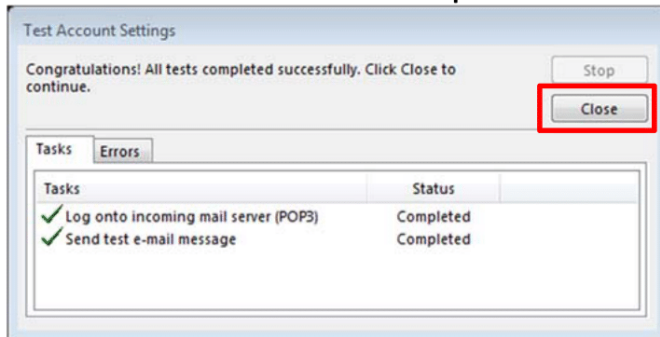 Test Account Settings
Congratulations! All tests completed successfully. Click Close to
continue.
Stop
Close
Tasks Errors
Tasks Status
Log onto incoming mail server (POP3) Completed
Send test e-mail message Completed